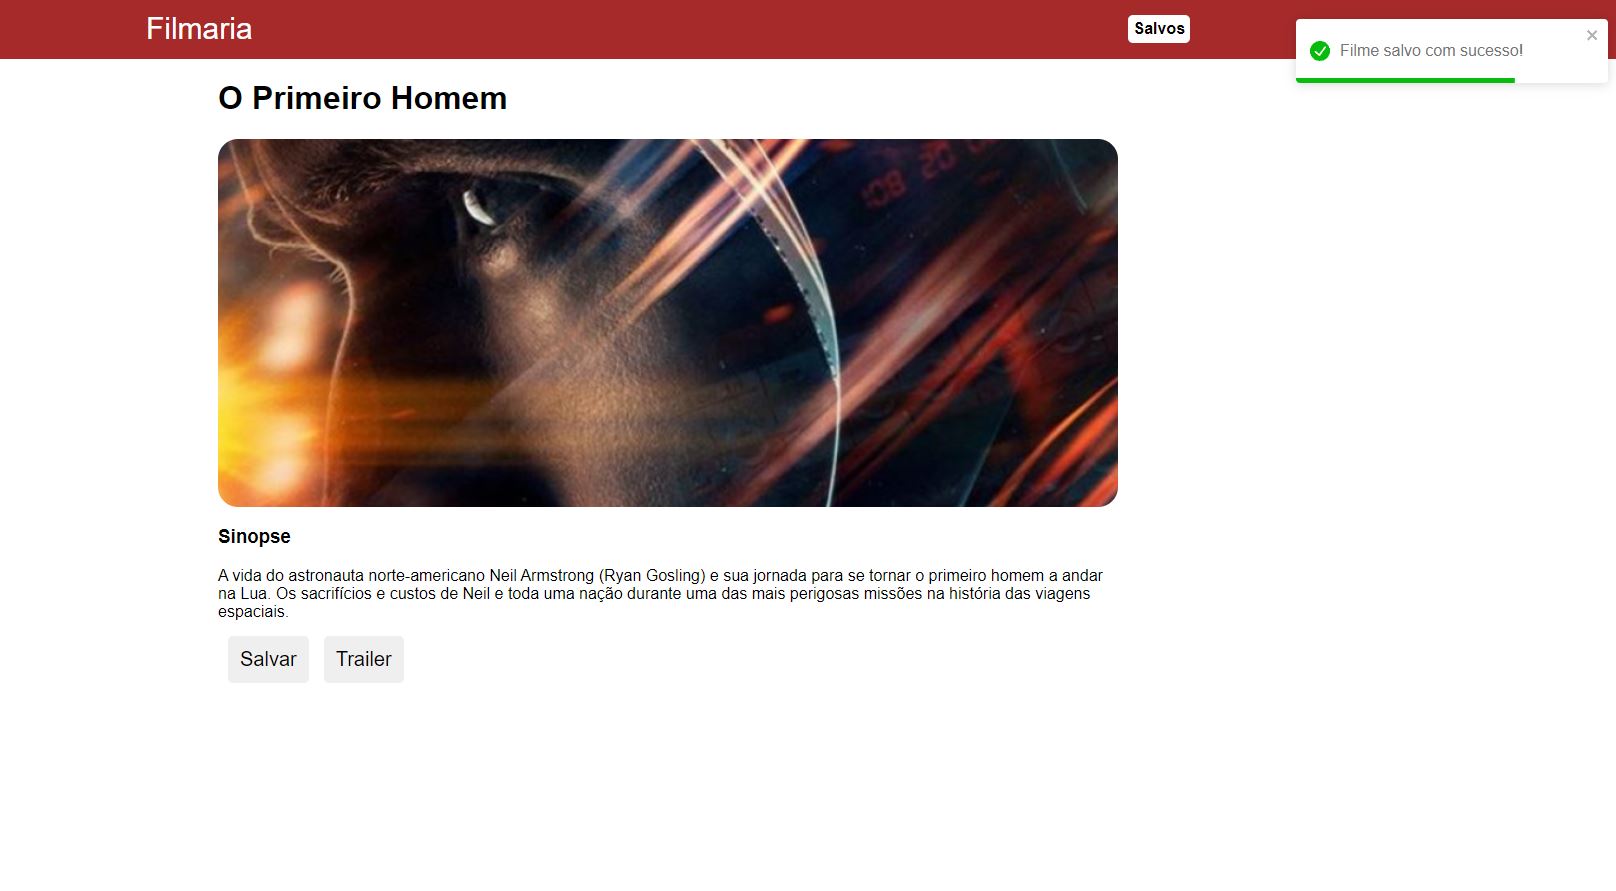 Filmaria
Salvos
Filme salvo com sucesso!
O Primeiro Homem
Sinopse
A vida do astronauta norte-americano Neil Armstrong (Ryan Gosling) e sua jornada para se tornar o primeiro homem a andar
na Lua. Os sacrifícios e custos de Neil e toda uma nação durante uma das mais perigosas missões na história das viagens
espaciais.
Salvar
Trailer